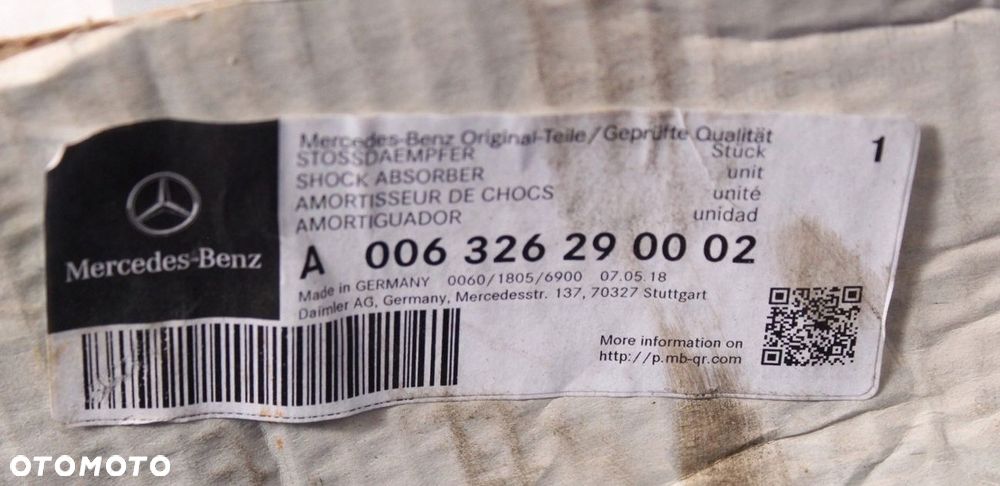 Mercedes-Benz
Mercedes-Benz Original-Teile/Geprüfte Qualität 1
STOSSDAEMPFER Stück
SHOCK ABSORBER unit
AMORTISSEUR DE CHOCS unité
AMORTIGUADOR unidad
A 006 326 29 00 02
Made in GERMANY 0060/1805/6900 07.05.18
Daimler AG, Germany, Mercedesstr. 137, 70327 Stuttgart
More information on
http://p.mb-qr.com
OTOMOTO